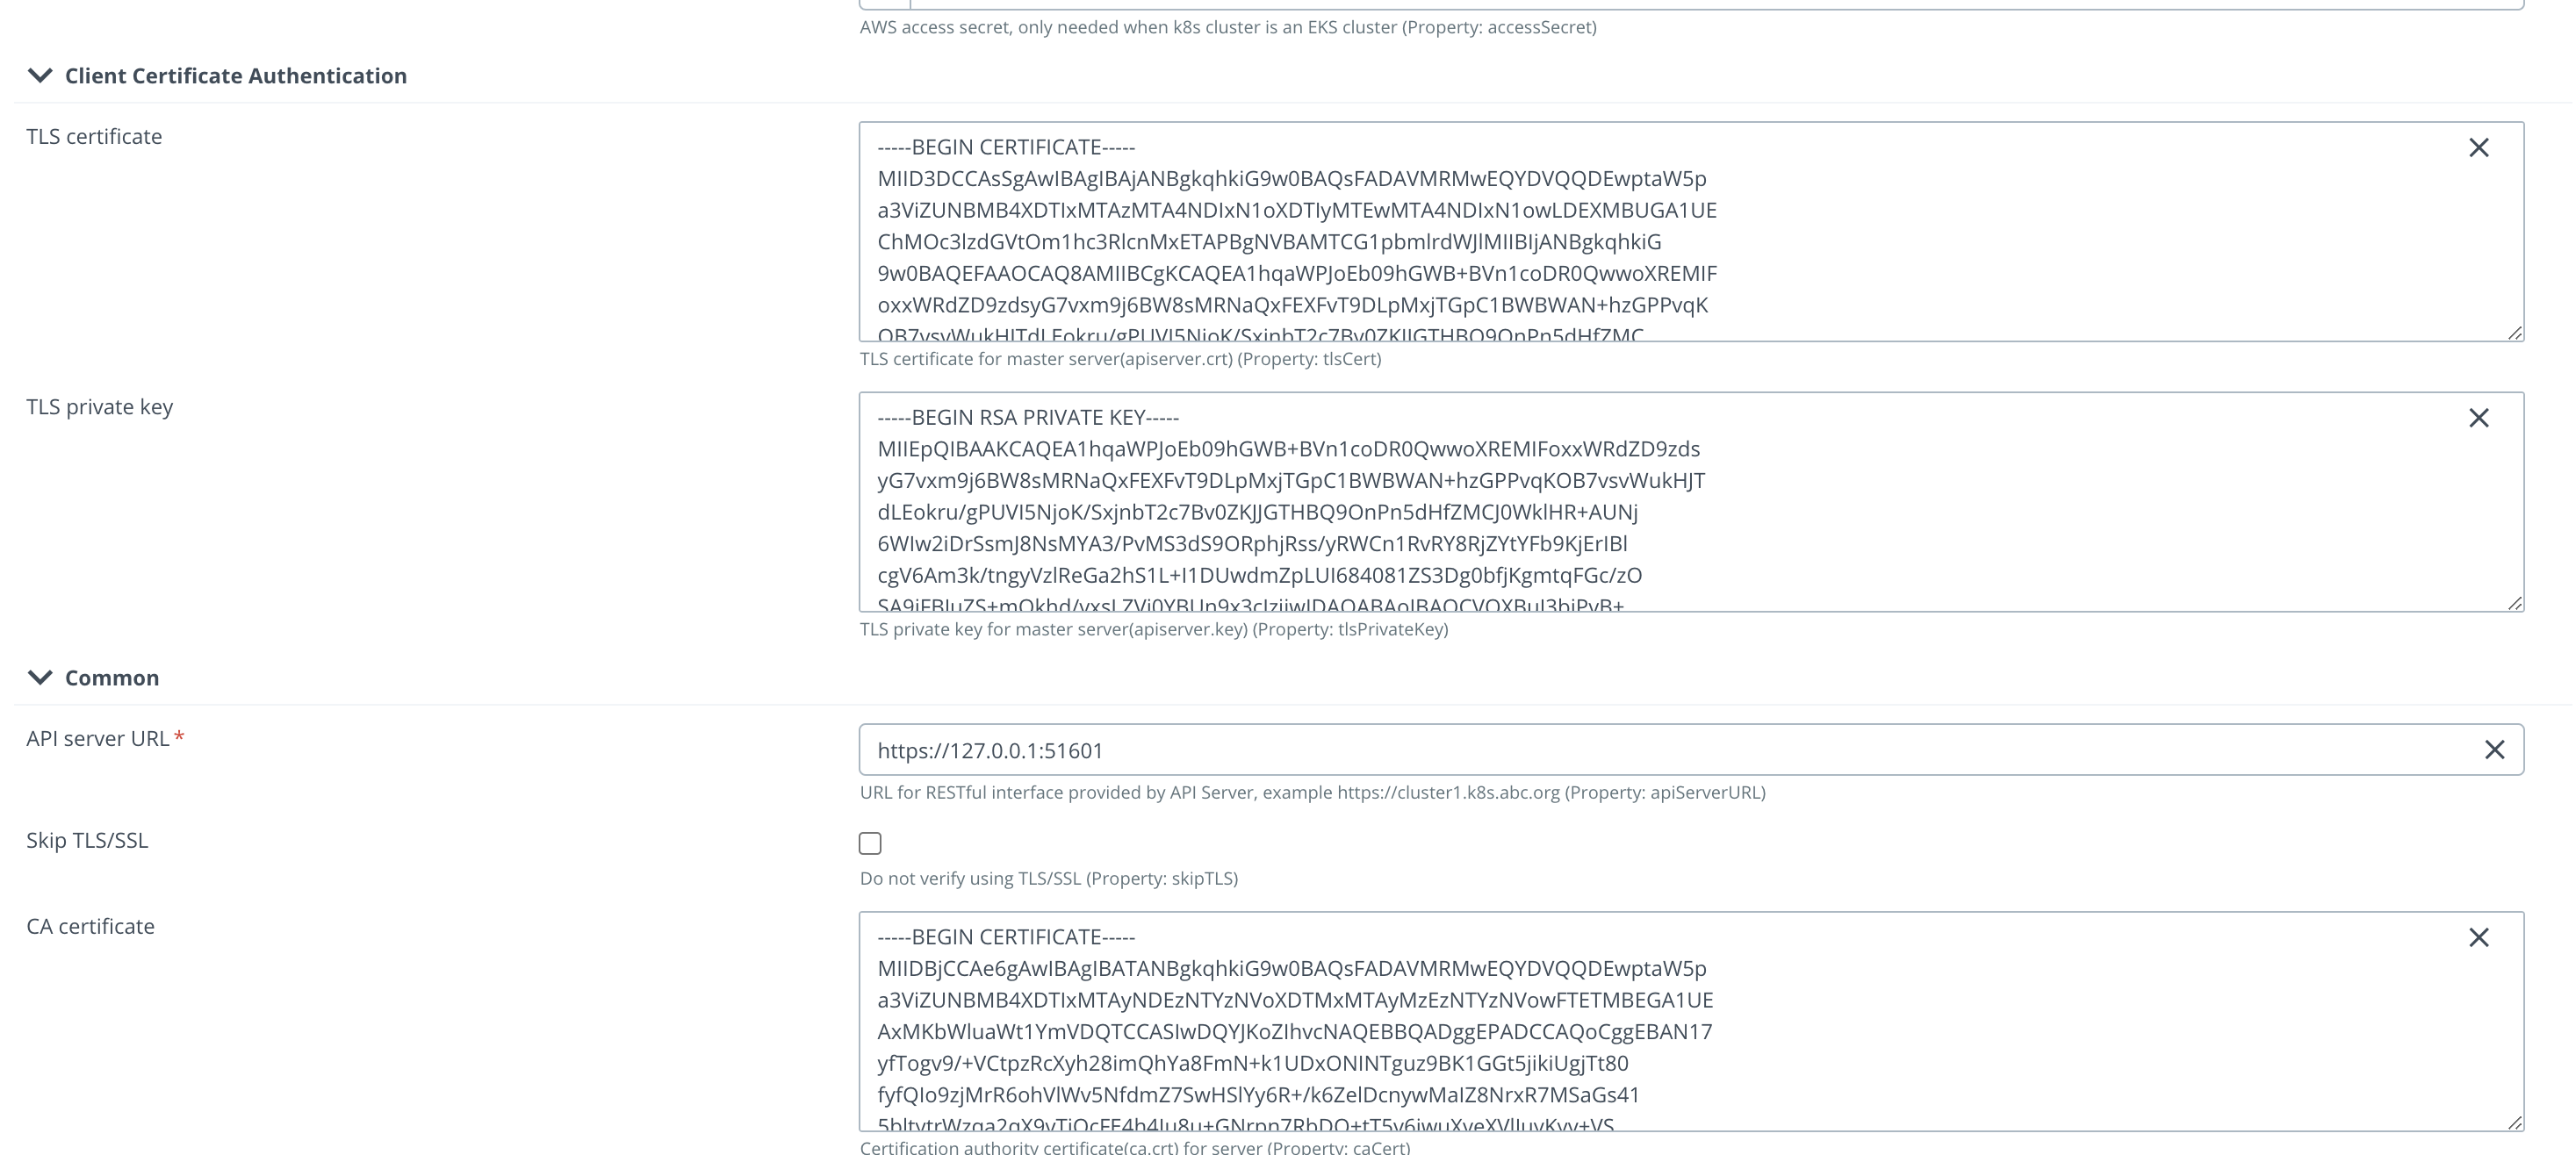 AWS access secret, only needed when k8s cluster is an EKS cluster (Property: accessSecret)
Client Certificate Authentication
TLS certificate
-----BEGIN CERTIFICATE-----
MIID3DCCAsSgAwIBAgIBAjANBgkqhkiG9w0BAQsFADAVMRMwEQYDVQQDEwptaW5p
a3ViZUNBMB4XDTIxMTAzMTA4NDIxN1oXDTIyMTEwMTA4NDIxN1owLDEXMBUGA1UE
ChMOc3lzdGVtOm1hc3RlcnMxETAPBgNVBAMTCG1pbmlrdWJlMIIBIjANBgkqhkiG
9w0BAQEFAAOCAQ8AMIIBCgKCAQEA1hqaWPJoEb09hGWB+BVn1coDR0QwwoXREMIF
oxxWRdZD9zdsyG7vxm9j6BW8sMRNaQxFEXFvT9DLpMxjTGpC1BWBWAN+hzGPPvqK
OB7vsvWukHJTdLEokru/gPUVI5NjoK/SxjnbT2c7Bv0ZKJJGTHBQ9OnPn5dHfZMC
TLS certificate for master server(apiserver.crt) (Property: tlsCert)
TLS private key
-----BEGIN RSA PRIVATE KEY-----
MIIEpQIBAAKCAQEA1hqaWPJoEb09hGWB+BVn1coDR0QwwoXREMIFoxxWRdZD9zds
yG7vxm9j6BW8sMRNaQxFEXFvT9DLpMxjTGpC1BWBWAN+hzGPPvqKOB7vsvWukHJT
dLEokru/gPUVI5NjoK/SxjnbT2c7Bv0ZKJJGTHBQ9OnPn5dHfZMCJ0WklHR+AUNj
6WIw2iDrSsmJ8NsMYA3/PvMS3dS9ORphjRss/yRWCn1RvRY8RjZYtYFb9KjErIBl
cgV6Am3k/tngyVzlReGa2hS1L+I1DUwdmZpLUI684081ZS3Dg0bfjKgmtqFGc/zO
TLS private key for master server(apiserver.key) (Property: tlsPrivateKey)
Common
API server URL *
https://127.0.0.1:51601
URL for RESTful interface provided by API Server, example https://cluster1.k8s.abc.org (Property: apiServerURL)
Skip TLS/SSL
Do not verify using TLS/SSL (Property: skipTLS)
CA certificate
-----BEGIN CERTIFICATE-----
MIIDBjCCAe6gAwIBAgIBATANBgkqhkiG9w0BAQsFADAVMRMwEQYDVQQDEwptaW5p
a3ViZUNBMB4XDTIxMTAyNDEzNTYzNVoXDTMxMTAyMzEzNTYzNVowFTETMBEGA1UE
AxMKbWluaWt1YmVDQTCCASIwDQYJKoZIhvcNAQEBBQADggEPADCCAQoCggEBAN17
yfTogv9/+VCtpzRcXyh28imQhYa8FmN+k1UDxONINTguz9BK1GGt5jikiUgjTt80
fyfQIo9zjMrR6ohVlWv5NfdmZ7SwHSlYy6R+/k6ZelDcnywMaIZ8NrxR7MSaGs41
Certification authority certificate(ca.crt) for server (Property: caCert)